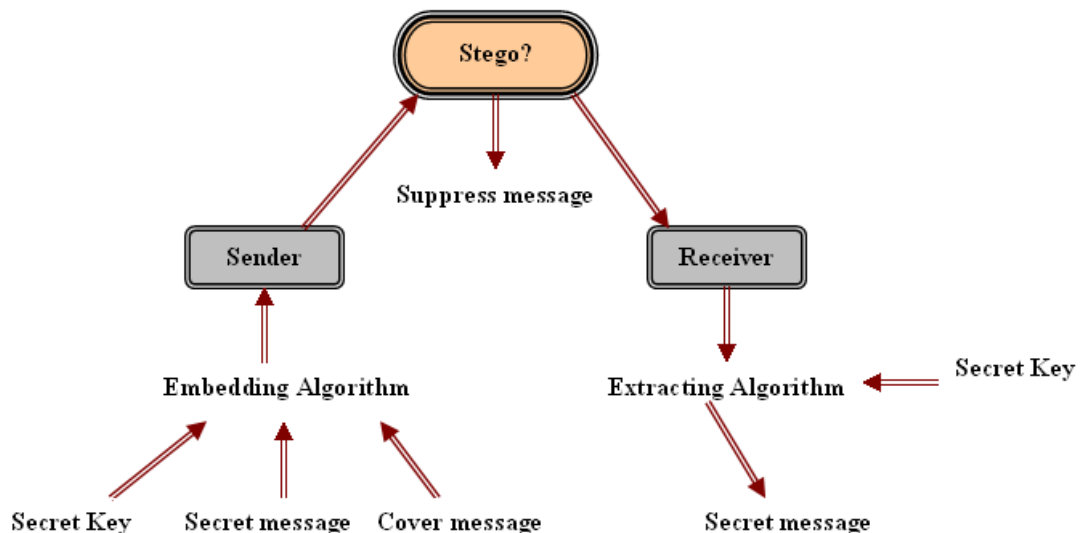 Stego?
Suppress message
Sender
Receiver
Embedding Algorithm
Extracting Algorithm
Secret Key
Secret Key
Secret message
Cover message
Secret message